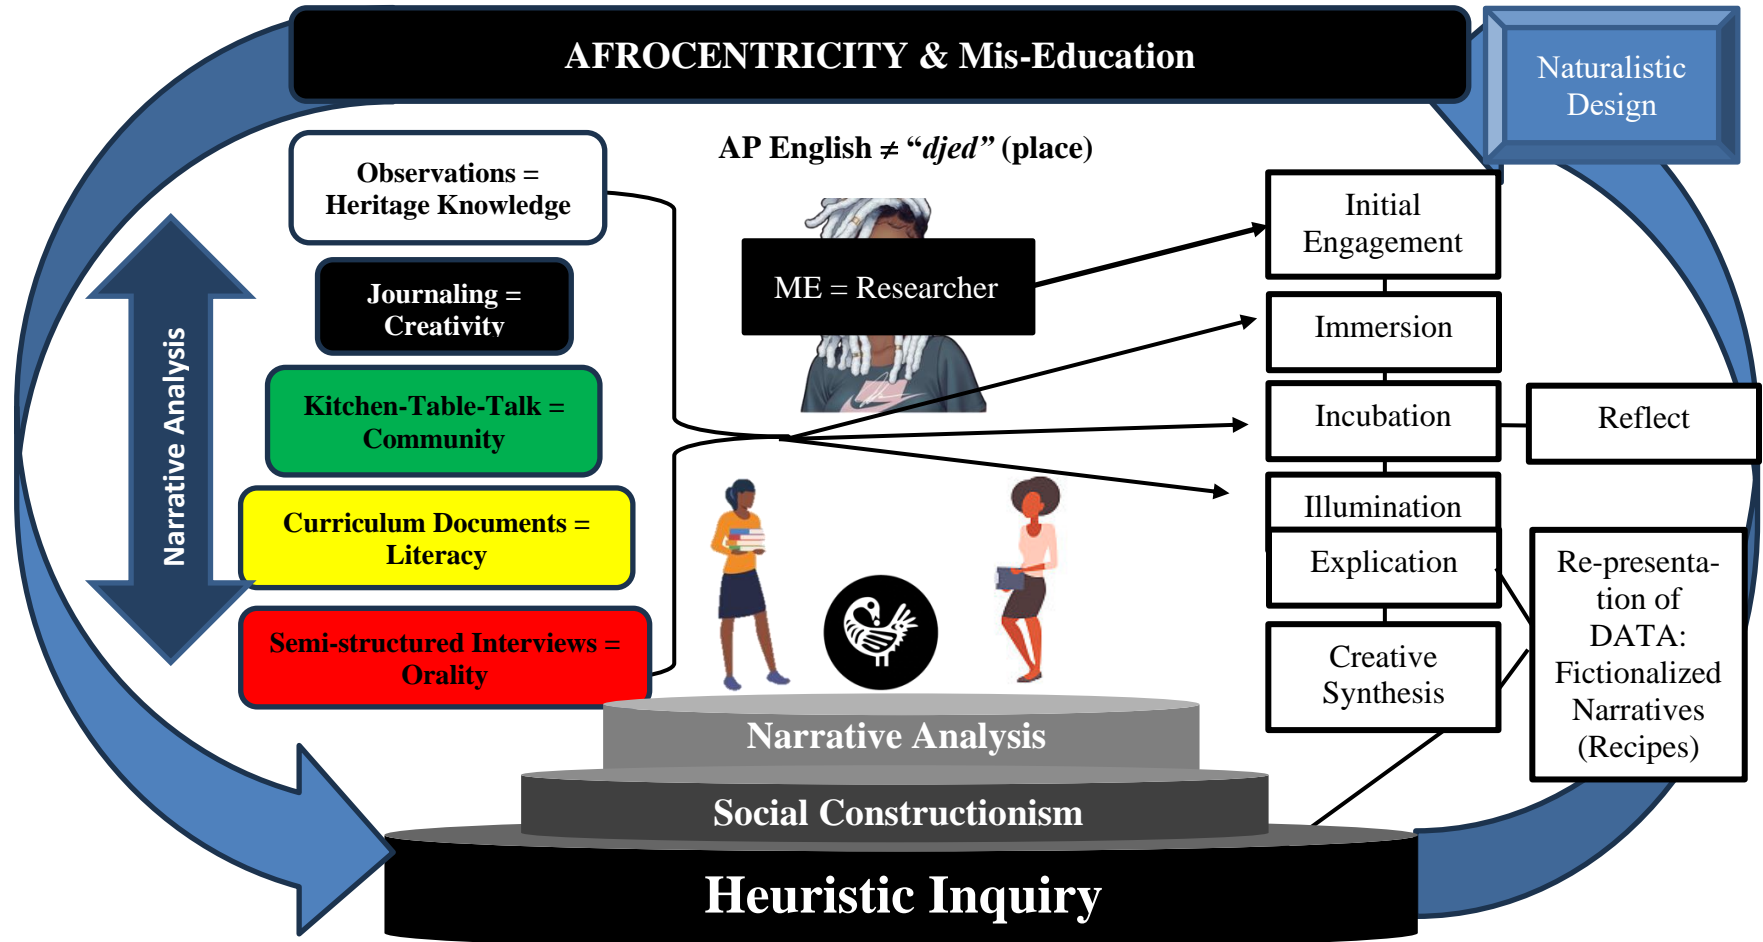 AFROCENTRICITY & Mis-Education
Naturalistic
Design
AP English ≠ “djed” (place)
Observations =
Heritage Knowledge
Journaling =
Creativity
Kitchen-Table-Talk =
Community
Curriculum Documents =
Literacy
Semi-structured Interviews =
Orality
Narrative Analysis
ME = Researcher
Initial
Engagement
Immersion
Incubation
Reflect
Illumination
Explication
Creative
Synthesis
Re-presenta-
tion of
DATA:
Fictionalized
Narratives
(Recipes)
Narrative Analysis
Social Constructionism
Heuristic Inquiry